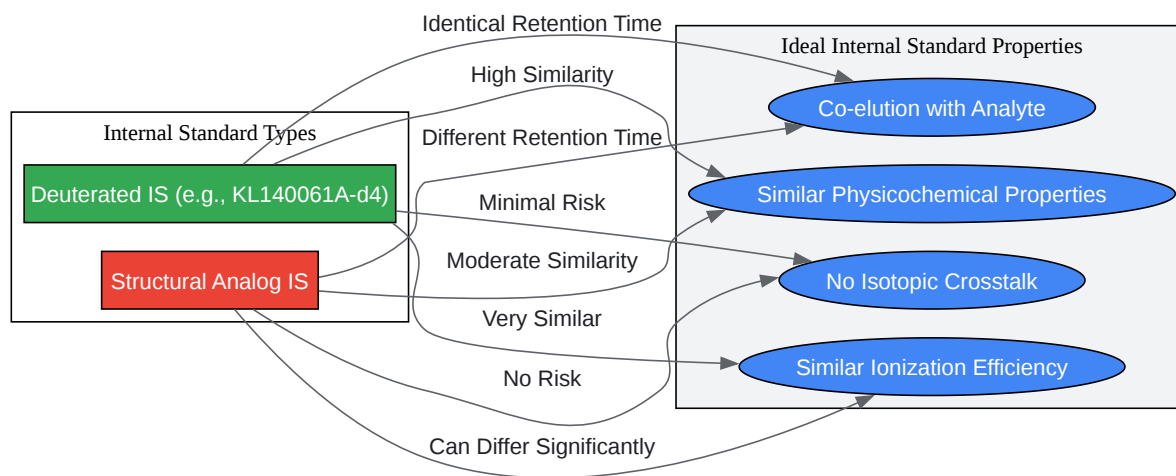 Identical Retention Time
Ideal Internal Standard Properties
High Similarity
Co-elution with Analyte
Internal Standard Types
Different Retention Time
Deuterated IS (e.g., KL140061A-d4)
Minimal Risk
Similar Physicochemical Properties
Structural Analog IS
Moderate Similarity
No Isotopic Crosstalk
Very Similar
No Risk
Similar Ionization Efficiency
Can Differ Significantly